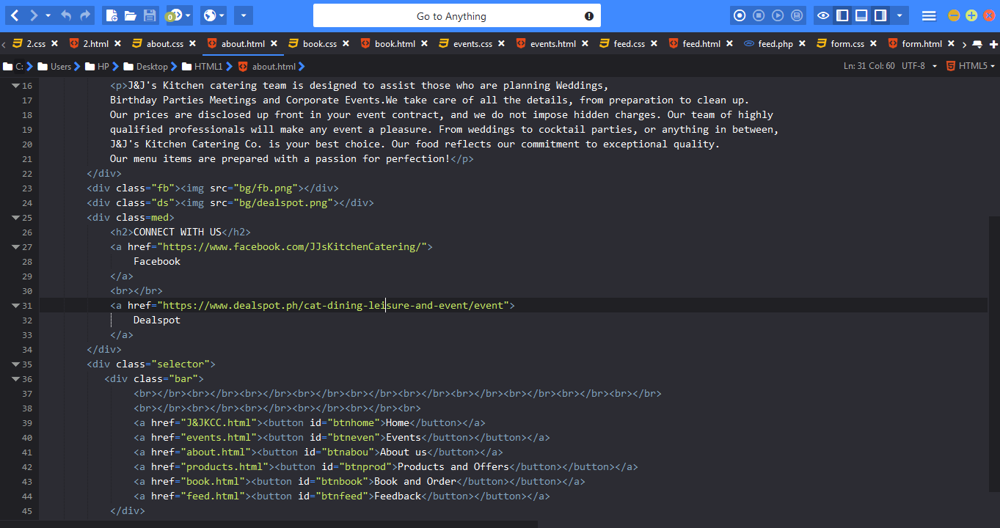 Go to Anything
0
2.css
2.html
about.css
about.html
book.css
book.html
events.css
events.html
feed.css
feed.html
feed.php
form.css
form.html
C: Users HP Desktop HTML1 about.html Ln: 31 Col: 60 UTF-8 HTML5
16 <p>J&J's Kitchen catering team is designed to assist those who are planning Weddings,
17 Birthday Parties Meetings and Corporate Events.We take care of all the details, from preparation to clean up.
18 Our prices are disclosed up front in your event contract, and we do not impose hidden charges. Our team of highly
19 qualified professionals will make any event a pleasure. From weddings to cocktail parties, or anything in between,
20 J&J's Kitchen Catering Co. is your best choice. Our food reflects our commitment to exceptional quality.
21 Our menu items are prepared with a passion for perfection!</p>
22 </div>
23 <div class="fb"><img src="bg/fb.png"></div>
24 <div class="ds"><img src="bg/dealspot.png"></div>
25 <div class=med>
26 <h2>CONNECT WITH US</h2>
27 <a href="https://www.facebook.com/JJsKitchenCatering/">
28 Facebook
29 </a>
30 <br></br>
31 <a href="https://www.dealspot.ph/cat-dining-leisure-and-event/event">
32 Dealspot
33 </a>
34 </div>
35 <div class="selector">
36 <div class="bar">
37 <br></br><br></br><br></br><br></br><br></br><br></br><br></br><br></br><br></br><br></br>
38 <br></br><br></br><br></br><br></br><br></br><br>
39 <a href="J&JKCC.html"><button id="btnhome">Home</button></a>
40 <a href="events.html"><button id="btneven">Events</button></button></a>
41 <a href="about.html"><button id="btnabou">About us</button></a>
42 <a href="products.html"><button id="btnprod">Products and Offers</button></button></a>
43 <a href="book.html"><button id="btnbook">Book and Order</button></button></a>
44 <a href="feed.html"><button id="btnfeed">Feedback</button></button></a>
45 </div>